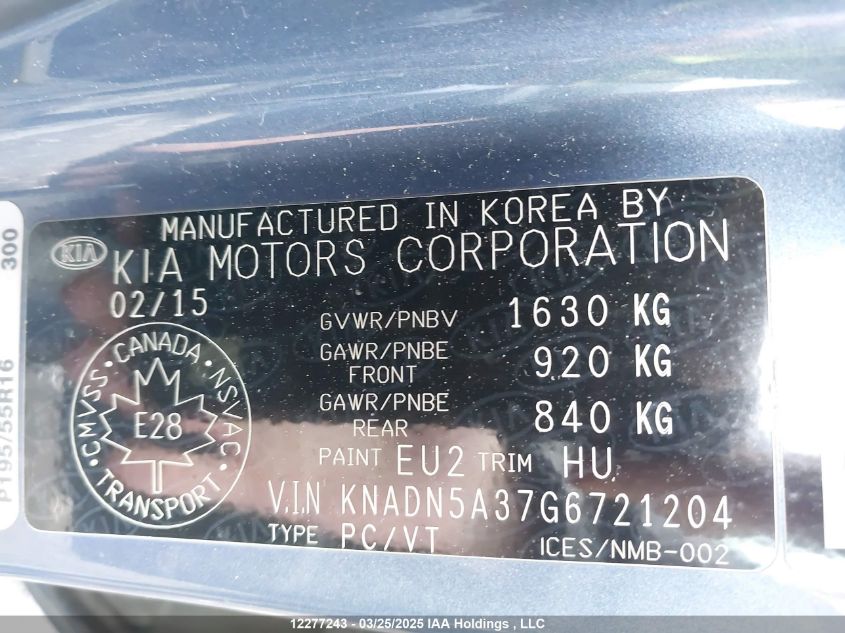 MANUFACTURED IN KOREA BY
KIA KIA MOTORS CORPORATION
02/15
GVWR/PNBV 1630 KG
GAWR/PNBE FRONT 920 KG
GAWR/PNBE REAR 840 KG
PAINT EU2 TRIM HU
V.I.N KNADN5A37G6721204
TYPE PC/VT ICES/NMB-002
CANADA
CMVSS NSVAC
E28
TRANSPORT
300
P195/55R16
12277243 - 03/25/2025 IAA Holdings , LLC